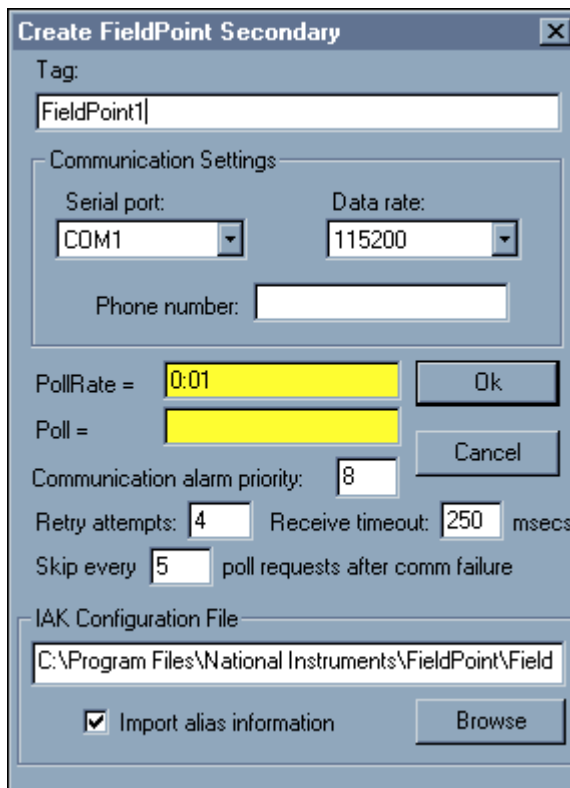 Create FieldPoint Secondary
Tag:
FieldPoint1
Communication Settings
Serial port: Data rate:
COM1 115200
Phone number:
PollRate = 0:01 Ok
Poll =
Cancel
Communication alarm priority: 8
Retry attempts: 4 Receive timeout: 250 msecs
Skip every 5 poll requests after comm failure
IAK Configuration File
C:\Program Files\National Instruments\FieldPoint\Field
Import alias information Browse